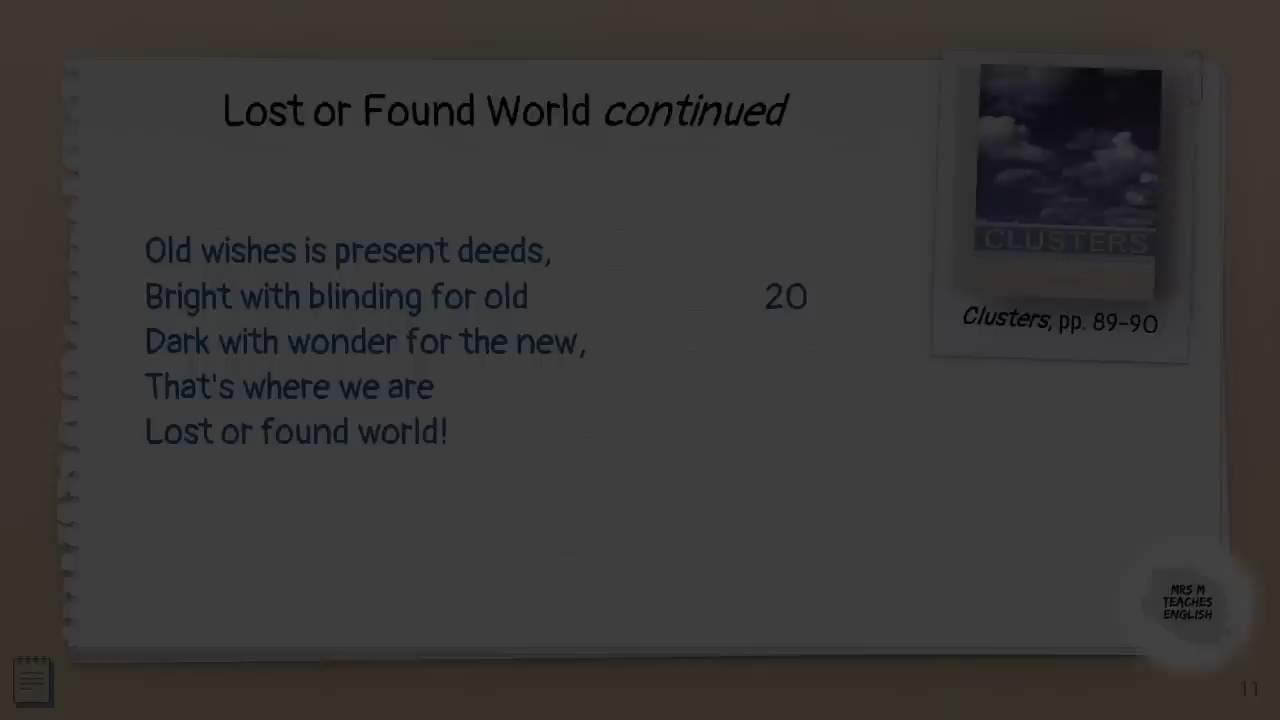 Lost or Found World continued
Old wishes is present deeds,
Bright with blinding for old 20
Dark with wonder for the new,
That's where we are
Lost or found world!
CLUSTERS
Clusters, pp. 89-90
MRS M
TEACHES
ENGLISH
11